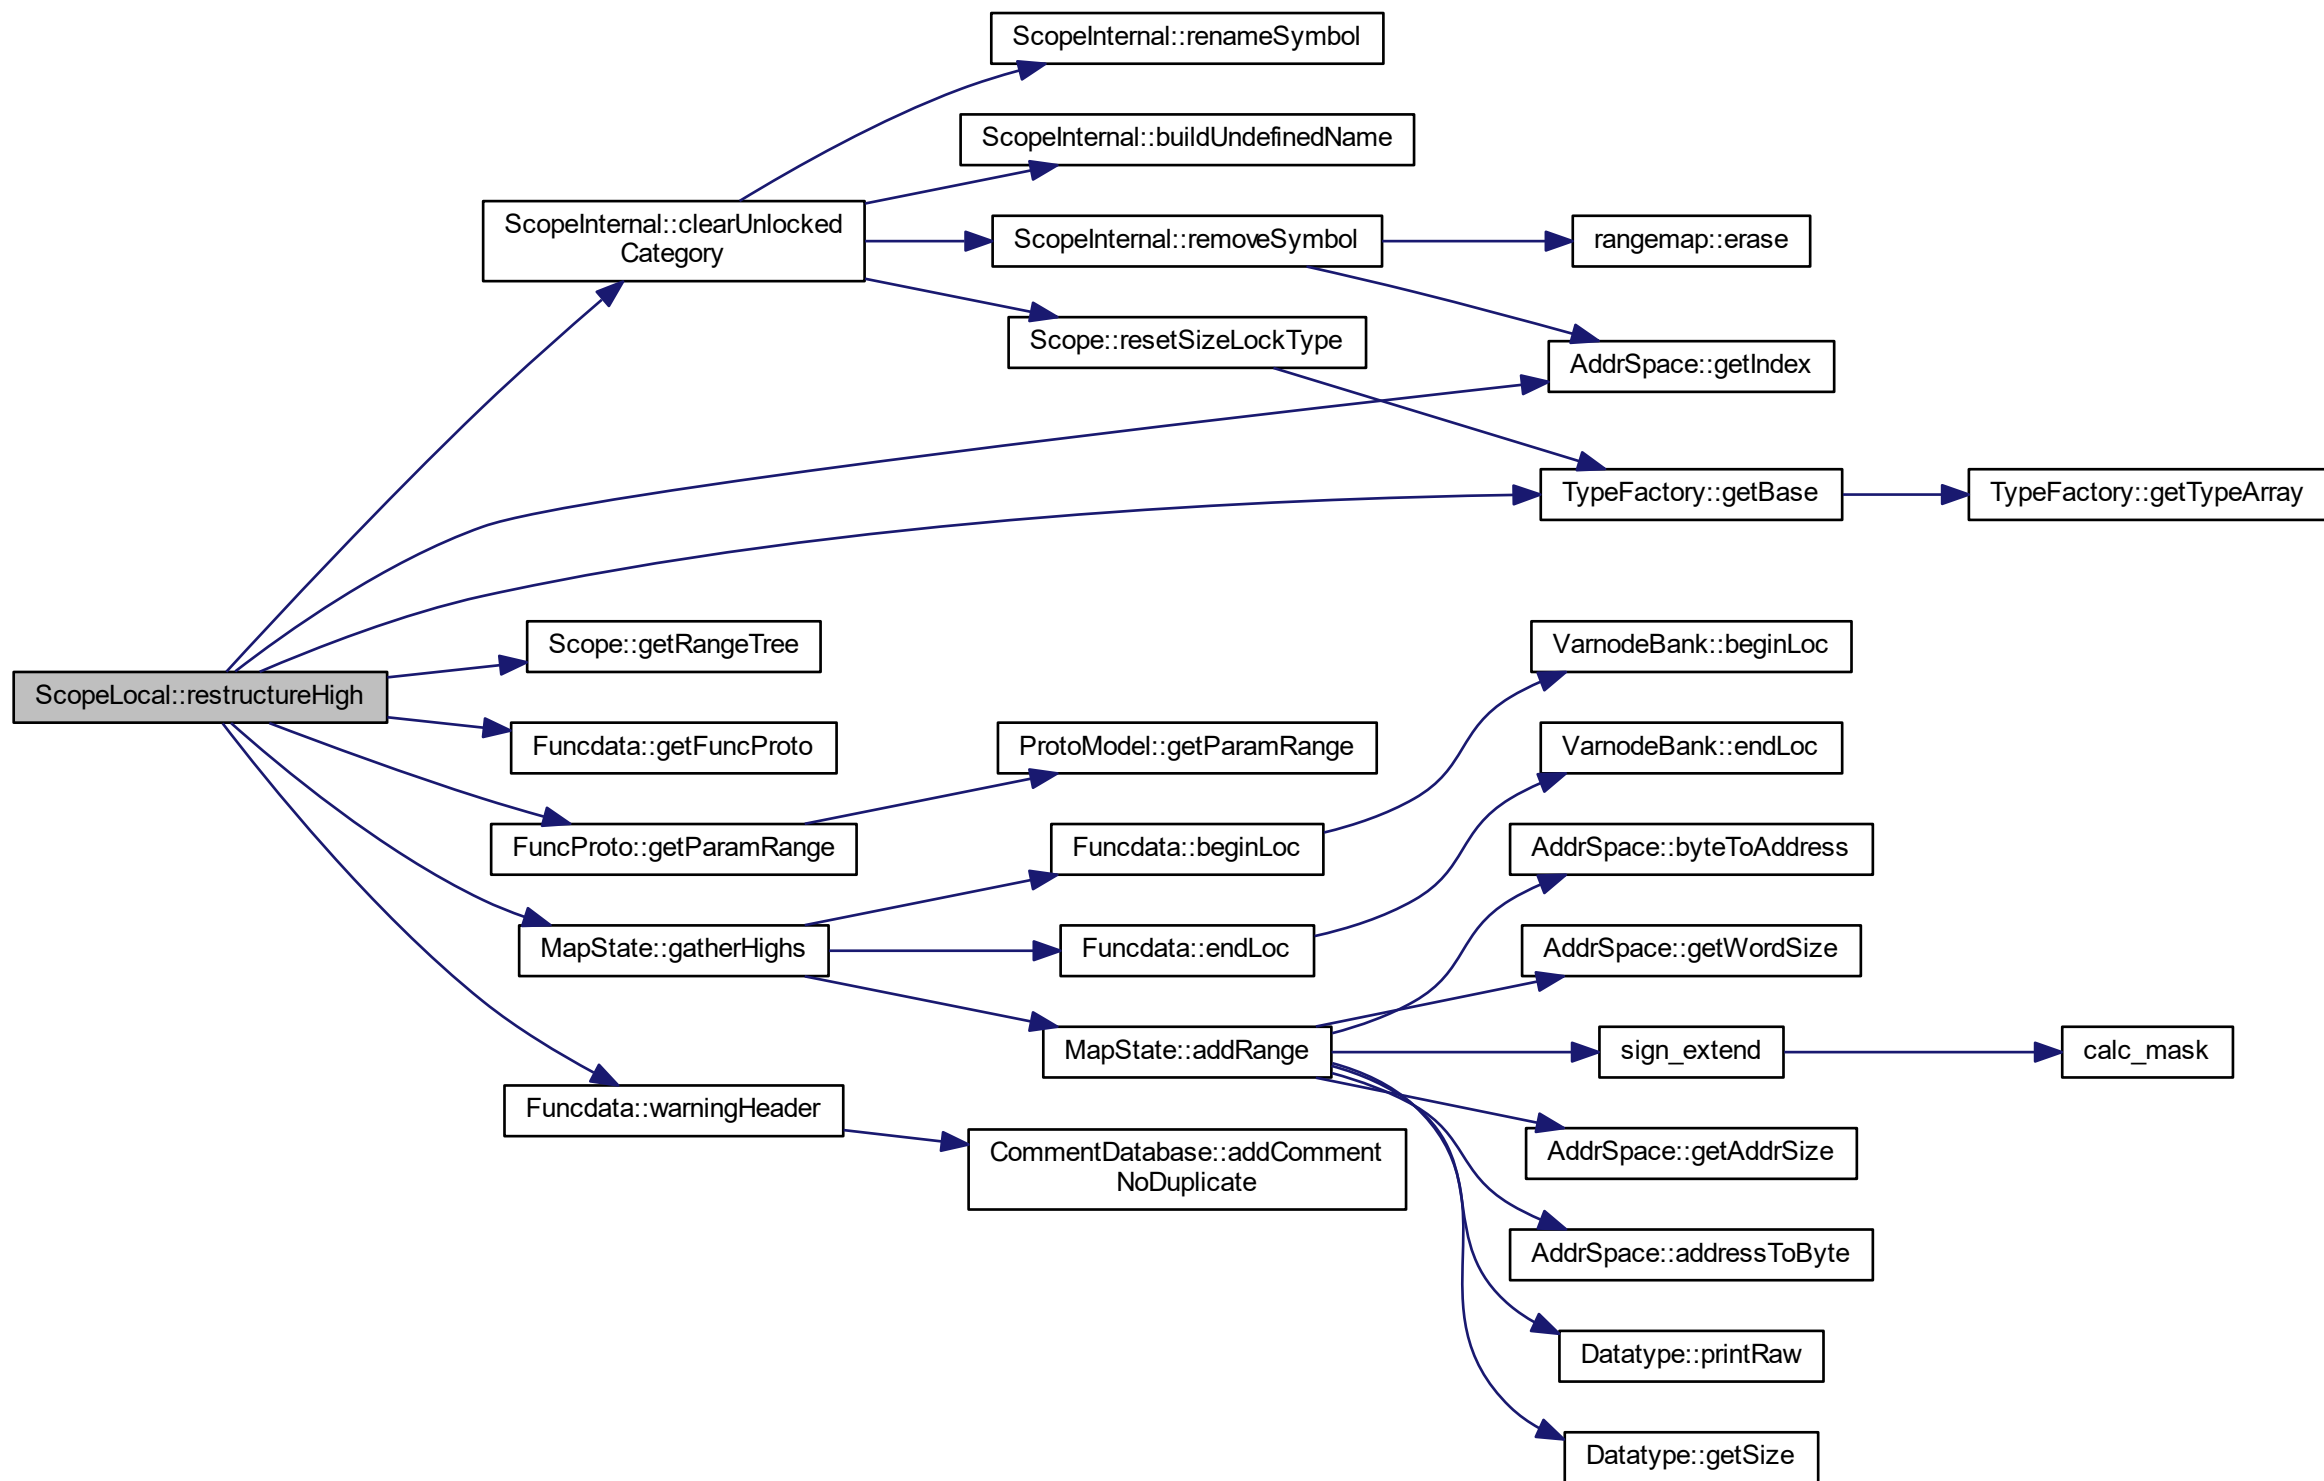 ScopeInternal::renameSymbol
ScopeInternal::buildUndefinedName
ScopeInternal::clearUnlocked
Category
ScopeInternal::removeSymbol
rangemap::erase
Scope::resetSizeLockType
AddrSpace::getIndex
TypeFactory::getBase
TypeFactory::getTypeArray
Scope::getRangeTree
VarnodeBank::beginLoc
ScopeLocal::restructureHigh
Funcdata::getFuncProto
ProtoModel::getParamRange
VarnodeBank::endLoc
FuncProto::getParamRange
Funcdata::beginLoc
AddrSpace::byteToAddress
MapState::gatherHighs
Funcdata::endLoc
AddrSpace::getWordSize
MapState::addRange
sign_extend
calc_mask
Funcdata::warningHeader
CommentDatabase::addComment
NoDuplicate
AddrSpace::getAddrSize
AddrSpace::addressToByte
Datatype::printRaw
Datatype::getSize